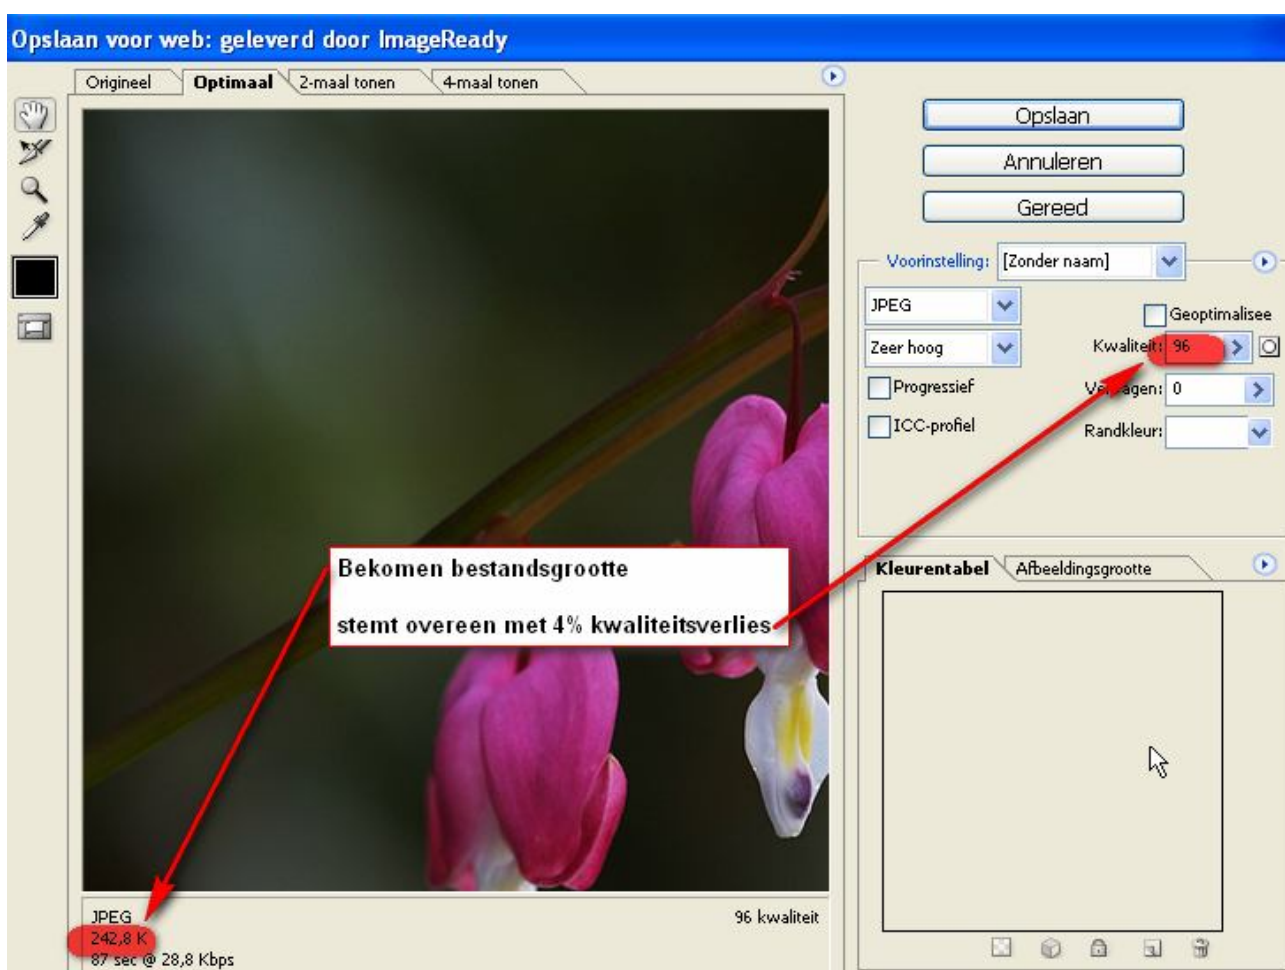 Opslaan voor web: geleverd door ImageReady
Origineel
Optimaal
2-maal tonen
4-maal tonen
Opslaan
Annuleren
Gereed
Voorinstelling: [Zonder naam]
JPEG
Geoptimalisee
Zeer hoog
Kwaliteit: 96
Progressief
Vervagen: 0
ICC-profiel
Randkleur:
Bekomen bestandsgrootte
stemt overeen met 4% kwaliteitsverlies
Kleurentabel
Afbeeldingsgrootte
JPEG
96 kwaliteit
242,8 K
87 sec @ 28,8 Kbps